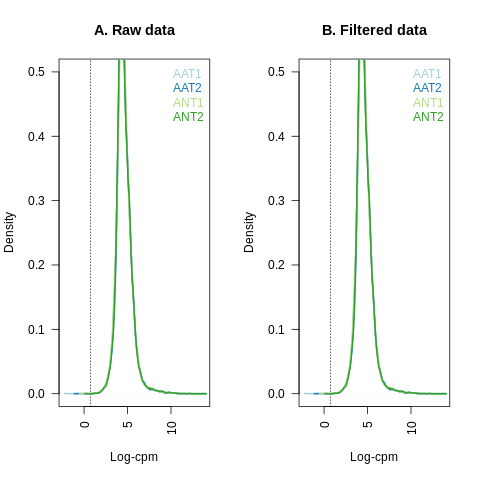 A. Raw data
Density
0.5
0.4
0.3
0.2
0.1
0.0
0
5
10
Log-cpm
AAT1
AAT2
ANT1
ANT2
B. Filtered data
Density
0.5
0.4
0.3
0.2
0.1
0.0
0
5
10
Log-cpm
AAT1
AAT2
ANT1
ANT2